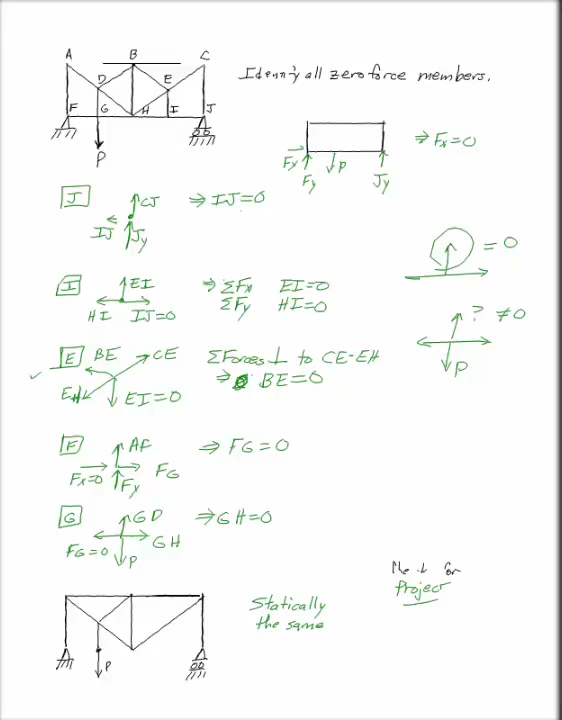 A B C
Identify all zero force members.
D E
F G H I J
P
⇒ Fx=0
Fx Fy P Jy
J CJ ⇒ IJ=0
IJ Jy
= 0
I EI ⇒ ΣFx EI=0
HI IJ=0 ΣFy HI=0
? ≠0
P
E BE CE ΣForces ⊥ to CE-EH
⇒ BE=0
EH EI=0
F AF ⇒ FG=0
Fx=0 Fy FG
G GD ⇒ GH=0
FG=0 GH
P
for
Project
Statically
the same
P